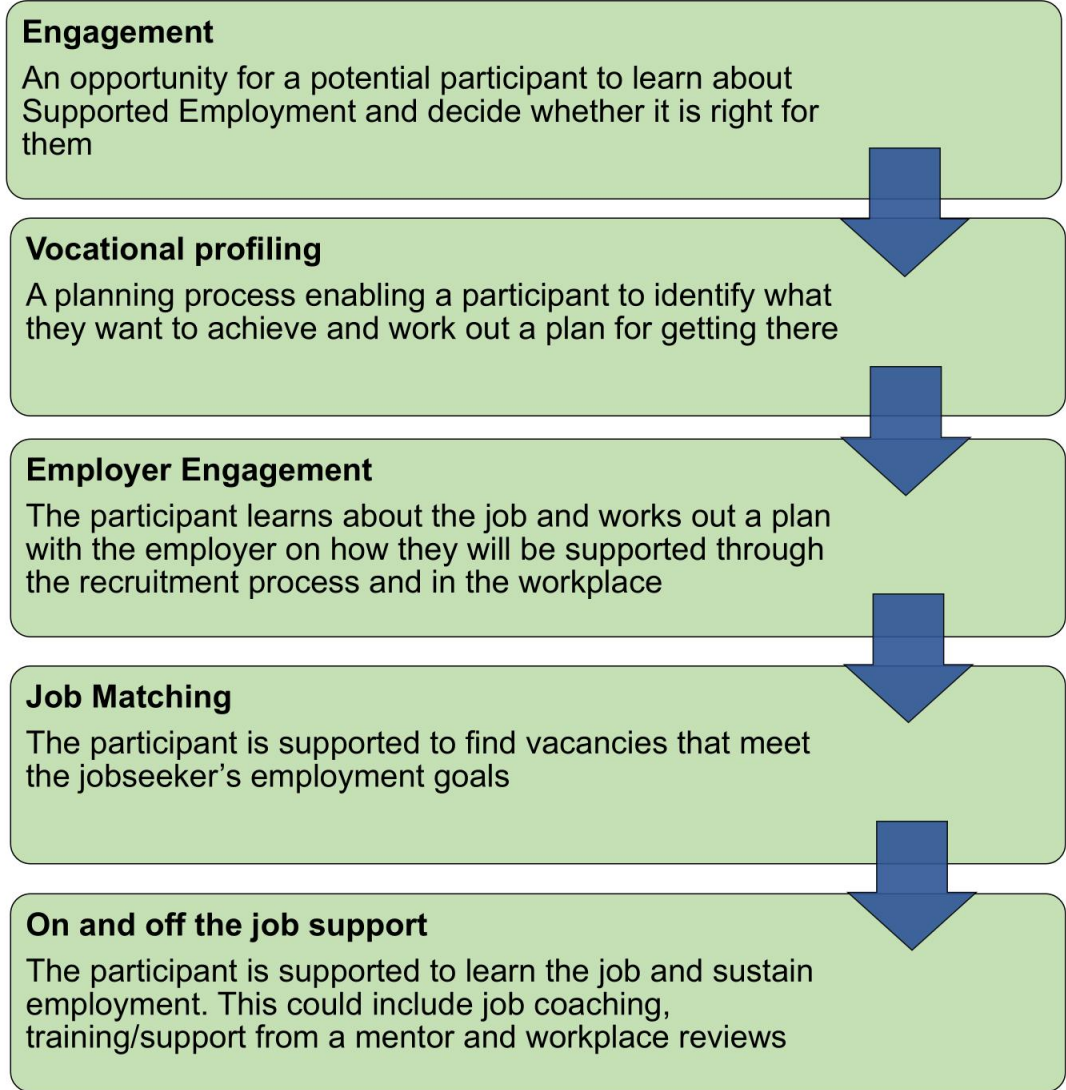 Engagement
An opportunity for a potential participant to learn about
Supported Employment and decide whether it is right for
them
Vocational profiling
A planning process enabling a participant to identify what
they want to achieve and work out a plan for getting there
Employer Engagement
The participant learns about the job and works out a plan
with the employer on how they will be supported through
the recruitment process and in the workplace
Job Matching
The participant is supported to find vacancies that meet
the jobseeker’s employment goals
On and off the job support
The participant is supported to learn the job and sustain
employment. This could include job coaching,
training/support from a mentor and workplace reviews